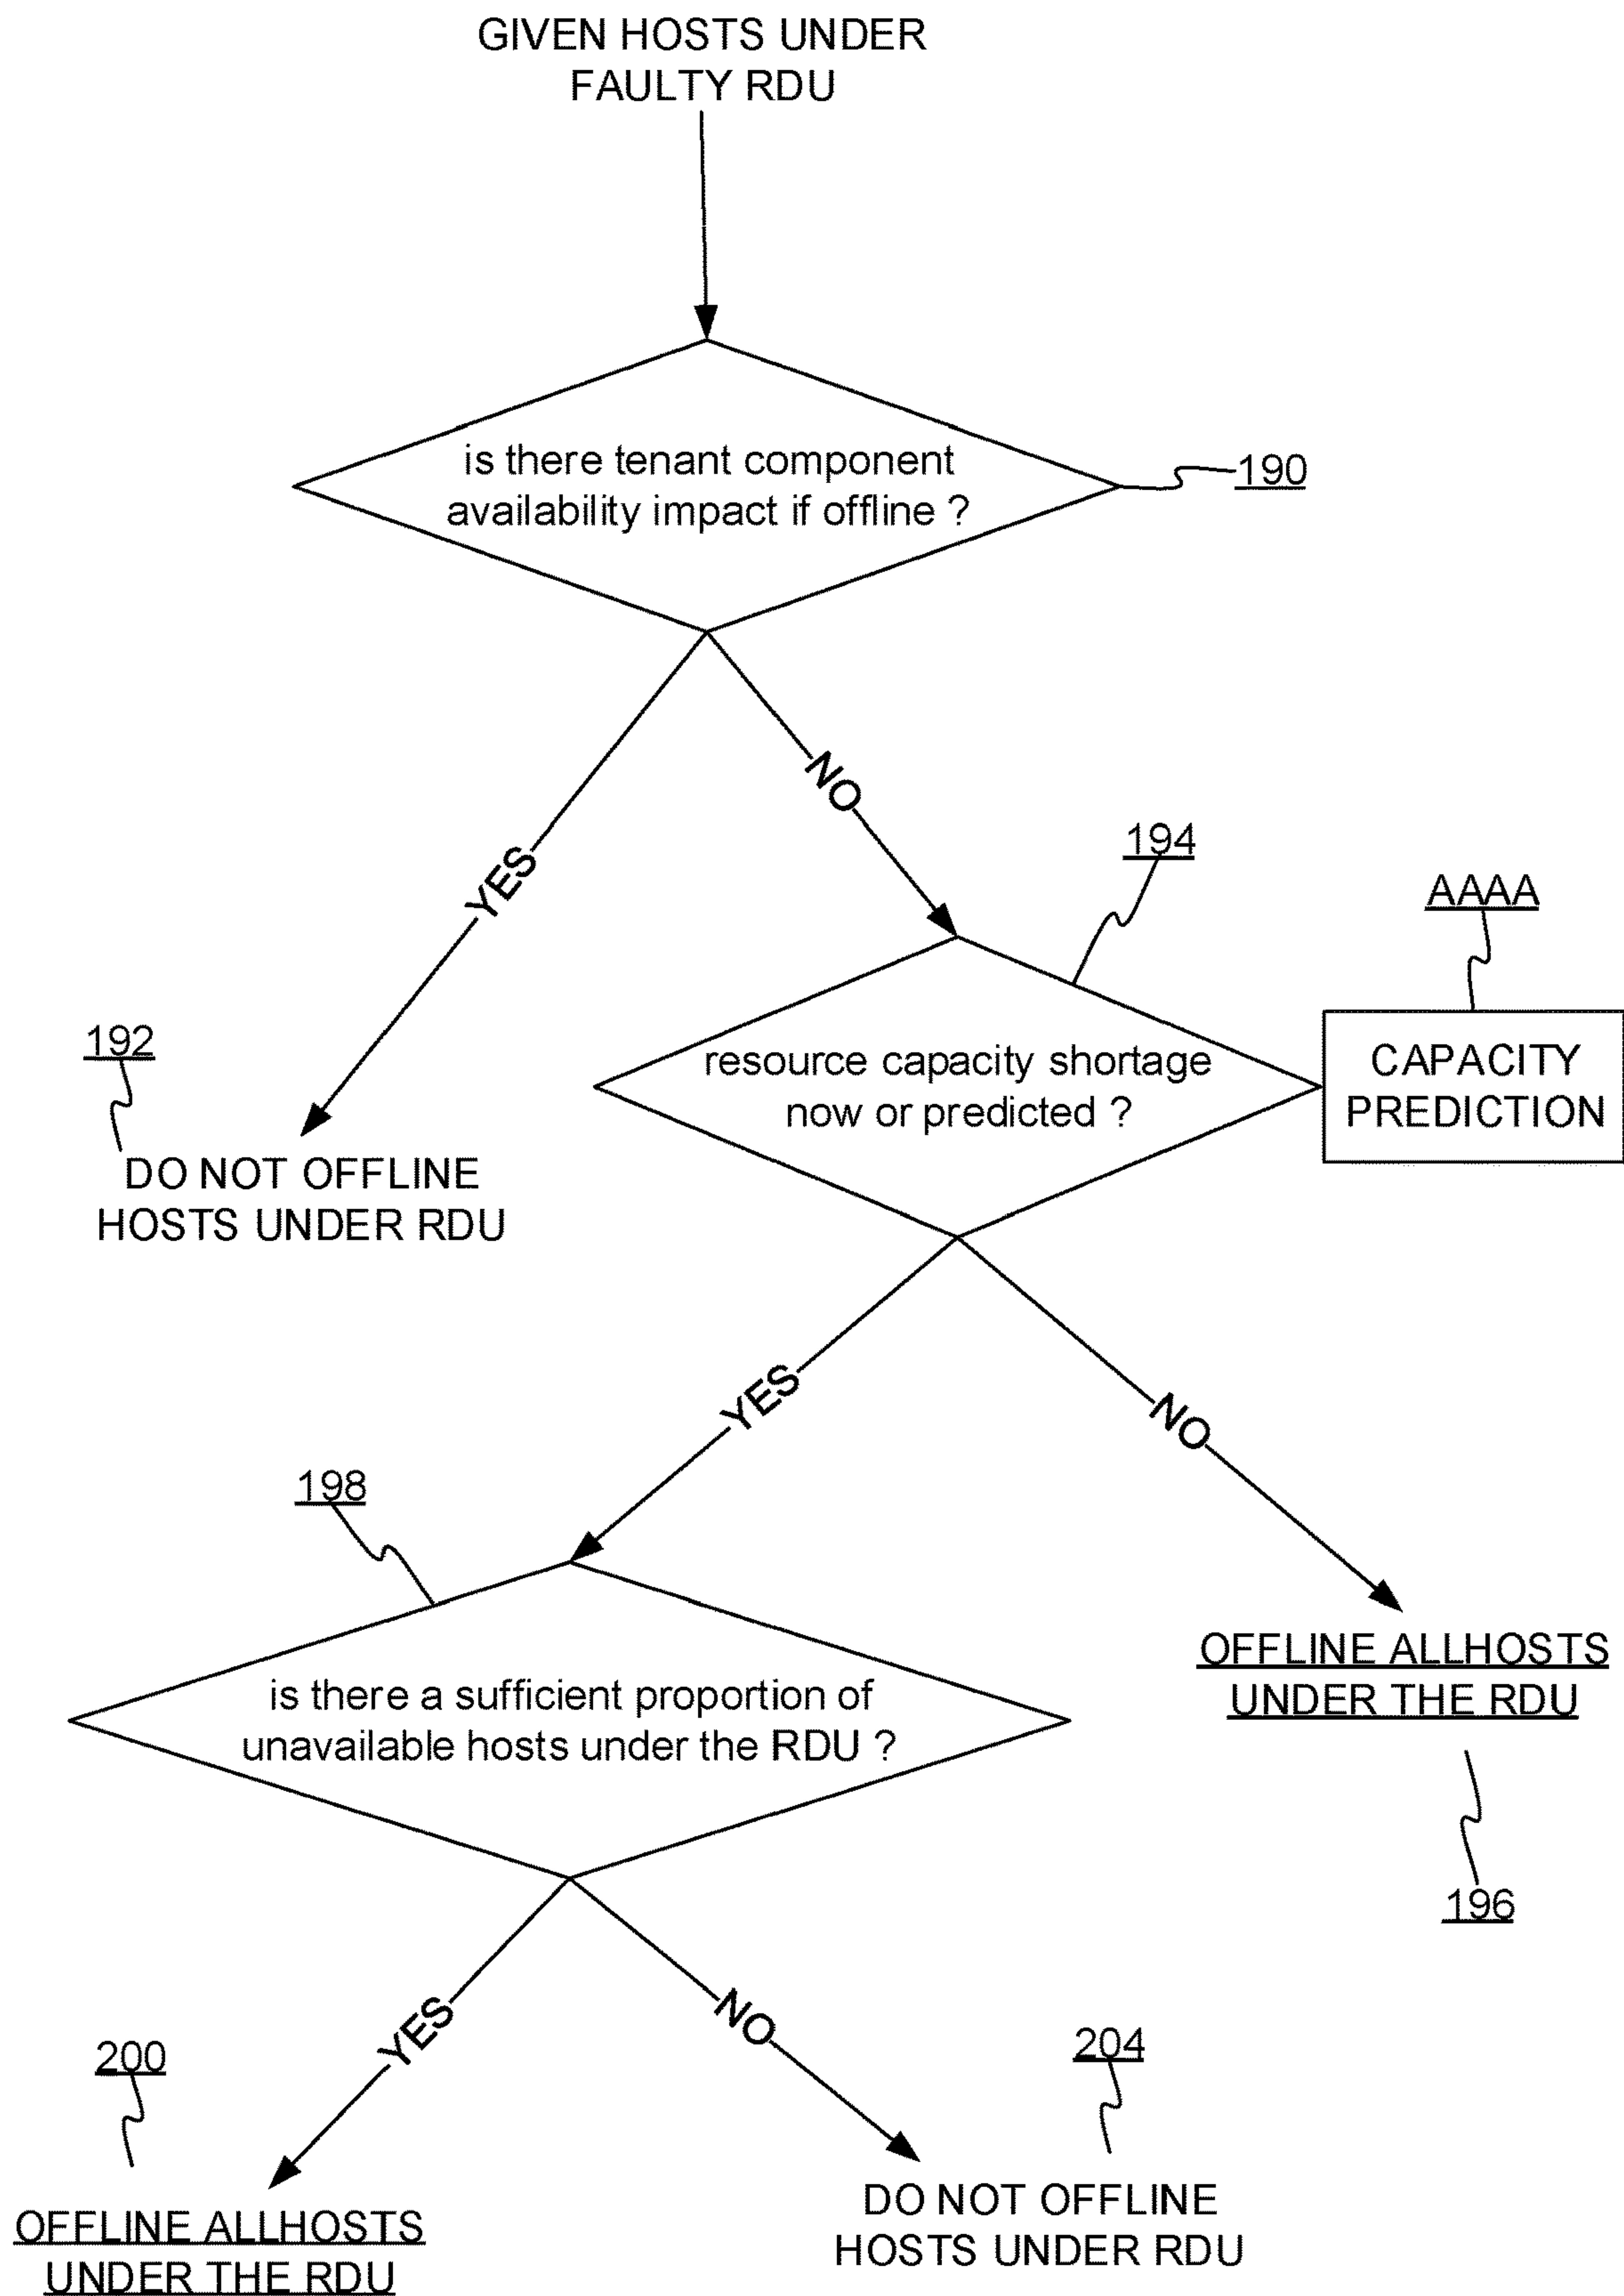 GIVEN HOSTS UNDER
FAULTY RDU
is there tenant component
availability impact if offline ?
190
NO
YES
194
AAAA
192
resource capacity shortage
now or predicted ?
CAPACITY
PREDICTION
DO NOT OFFLINE
HOSTS UNDER RDU
YES
NO
198
OFFLINE ALLHOSTS
UNDER THE RDU
is there a sufficient proportion of
unavailable hosts under the RDU ?
196
YES
NO
200
204
DO NOT OFFLINE
HOSTS UNDER RDU
OFFLINE ALLHOSTS
UNDER THE RDU